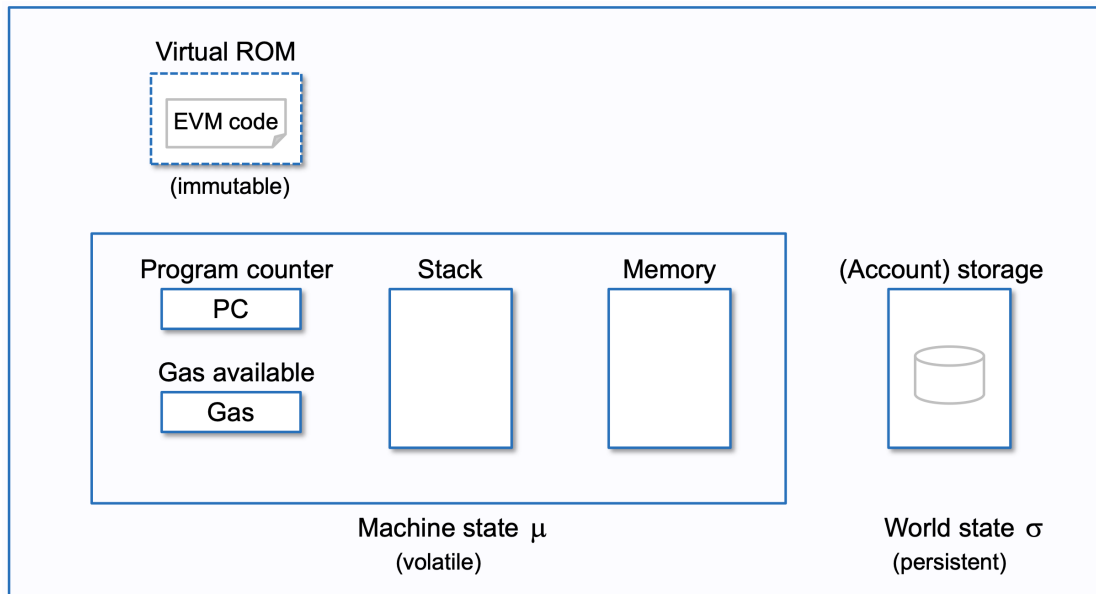 Virtual ROM
EVM code
(immutable)
Program counter
PC
Gas available
Gas
Stack
Memory
(Account) storage
Machine state μ
(volatile)
World state σ
(persistent)